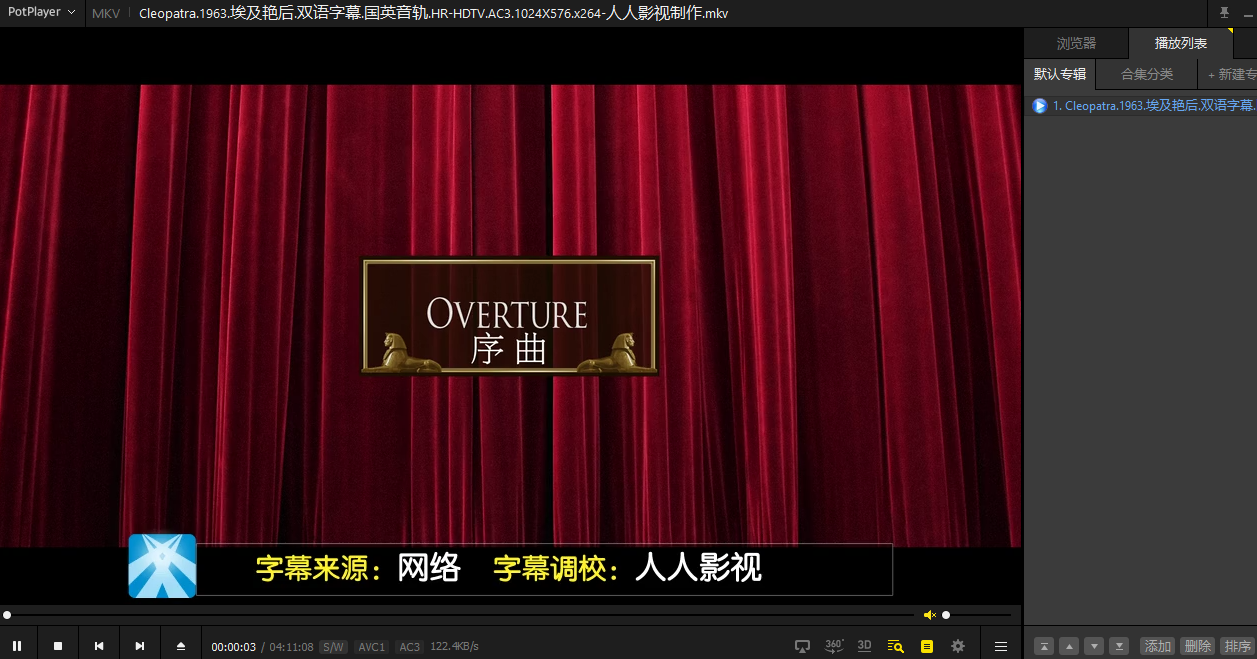 PotPlayer
MKV
Cleopatra.1963.埃及艳后.双语字幕.国英音轨.HR-HDTV.AC3.1024X576.x264-人人影视制作.mkv
浏览器
播放列表
默认专辑
合集分类
+ 新建专
1. Cleopatra.1963.埃及艳后.双语字幕.
OVERTURE
序曲
字幕来源：网络 字幕调校：人人影视
00:00:03 / 04:11:08 S/W AVC1 AC3 122.4KB/s
360°
3D
添加
删除
排序